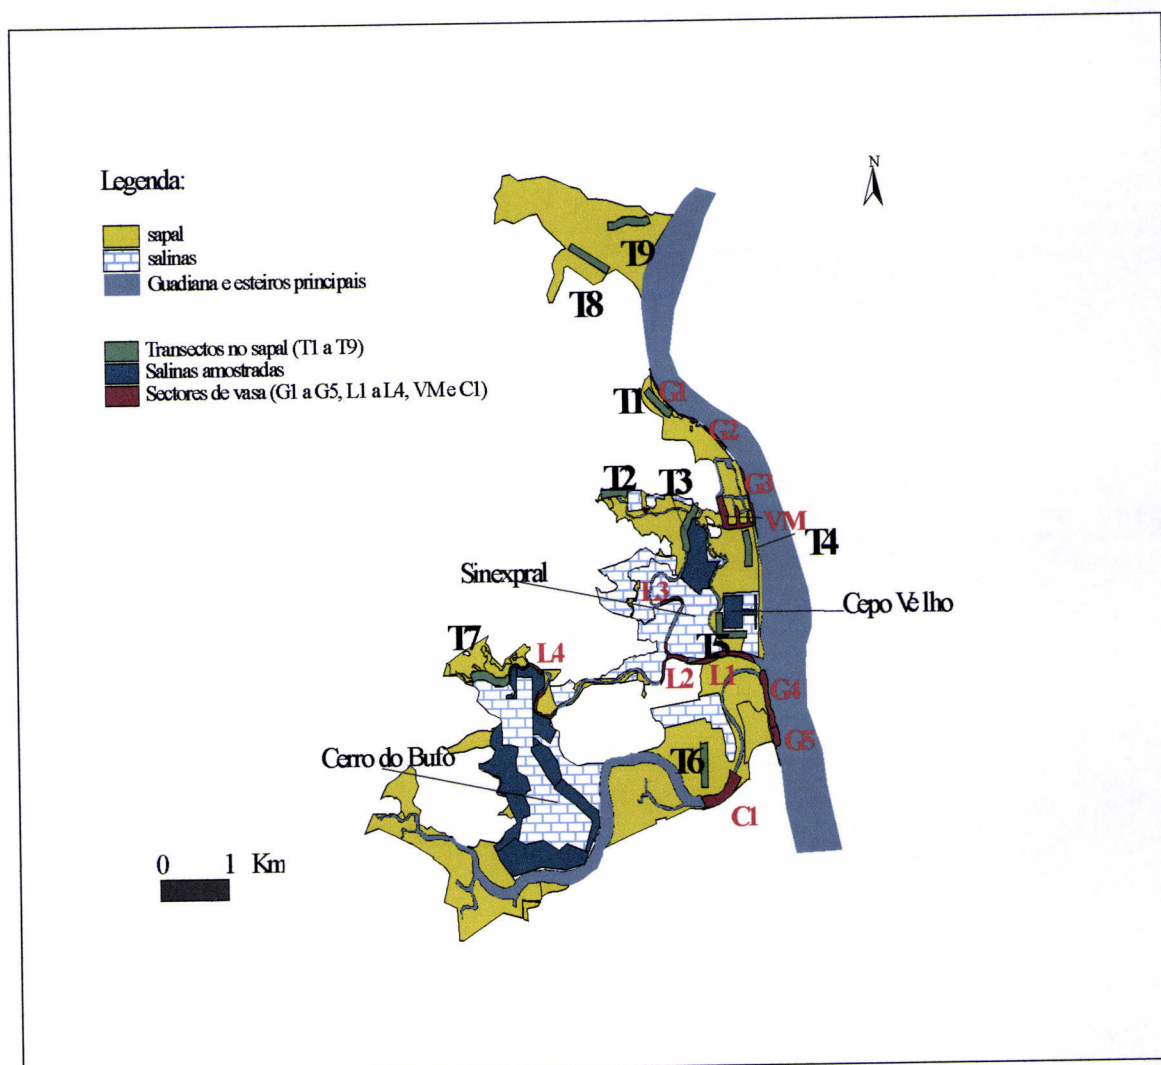 N
Legenda:
sapal
salinas
Guadiana e esteiros principais
Transectos no sapal (T1 a T9)
Salinas amostradas
Sectores de vasa (G1 a G5, L1 a L4, VM e C1)
T9
T8
T1
G1
G2
T2
T3
G3
VM
T4
Sinexpral
L3
Cepo Velho
T5
T7
L4
L2
L1
G4
G5
Cerro do Bufo
T6
C1
0 1 Km